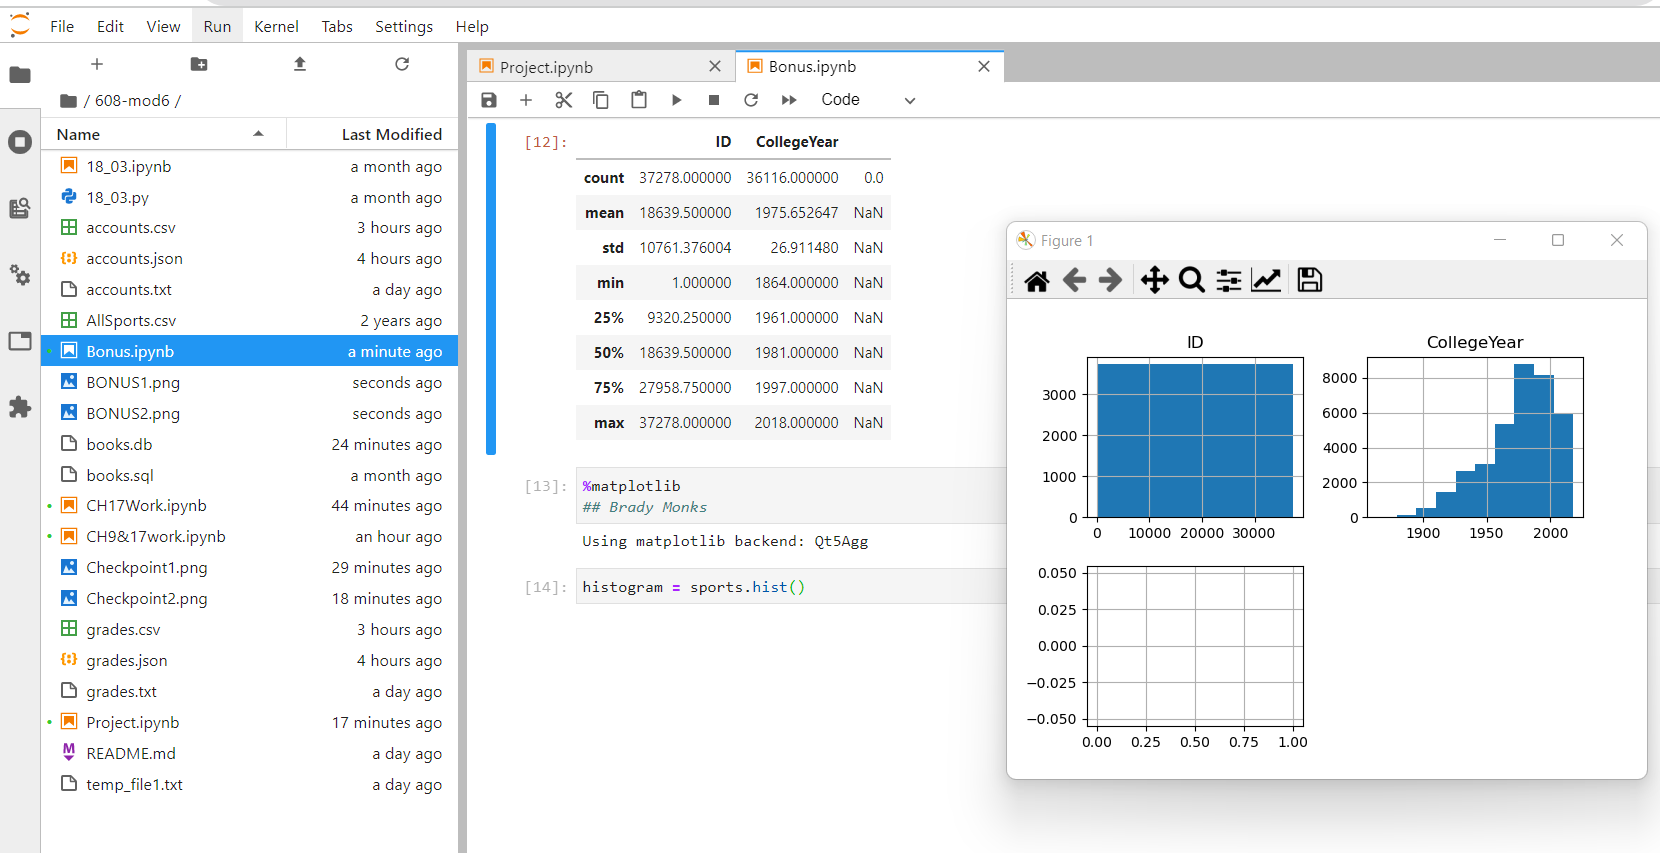 File Edit View Run Kernel Tabs Settings Help
/ 608-mod6 /
Name Last Modified
18_03.ipynb a month ago
18_03.py a month ago
accounts.csv 3 hours ago
accounts.json 4 hours ago
accounts.txt a day ago
AllSports.csv 2 years ago
Bonus.ipynb a minute ago
BONUS1.png seconds ago
BONUS2.png seconds ago
books.db 24 minutes ago
books.sql a month ago
CH17Work.ipynb 44 minutes ago
CH9&17work.ipynb an hour ago
Checkpoint1.png 29 minutes ago
Checkpoint2.png 18 minutes ago
grades.csv 3 hours ago
grades.json 4 hours ago
grades.txt a day ago
Project.ipynb 17 minutes ago
README.md a day ago
temp_file1.txt a day ago
Project.ipynb Bonus.ipynb
Code
[12]: ID CollegeYear
count 37278.000000 36116.000000 0.0
mean 18639.500000 1975.652647 NaN
std 10761.376004 26.911480 NaN
min 1.000000 1864.000000 NaN
25% 9320.250000 1961.000000 NaN
50% 18639.500000 1981.000000 NaN
75% 27958.750000 1997.000000 NaN
max 37278.000000 2018.000000 NaN
[13]: %matplotlib
## Brady Monks
Using matplotlib backend: Qt5Agg
[14]: histogram = sports.hist()
Figure 1
ID
3000
2000
1000
0
0 10000 20000 30000
CollegeYear
8000
6000
4000
2000
0
1900 1950 2000
0.050
0.025
0.000
−0.025
−0.050
0.00 0.25 0.50 0.75 1.00